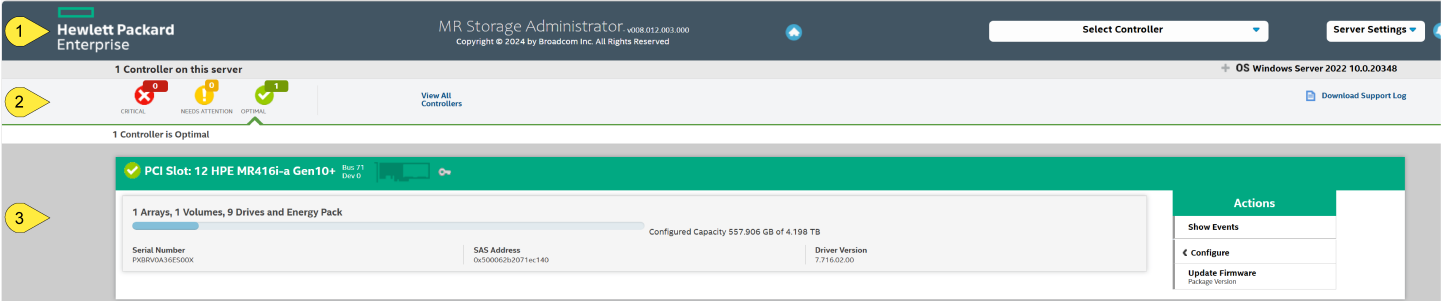 1
Hewlett Packard
Enterprise
MR Storage Administrator. v008.012.003.000
Copyright © 2024 by Broadcom Inc. All Rights Reserved
Select Controller
Server Settings
1 Controller on this server
OS Windows Server 2022 10.0.20348
2
0
CRITICAL
0
NEEDS ATTENTION
1
OPTIMAL
View All
Controllers
Download Support Log
1 Controller is Optimal
PCI Slot: 12 HPE MR416i-a Gen10+ Bus 71
Dev 0
3
1 Arrays, 1 Volumes, 9 Drives and Energy Pack
Configured Capacity 557.906 GB of 4.198 TB
Serial Number
PXBRV0A36ES00X
SAS Address
0x500062b2071ec140
Driver Version
7.716.02.00
Actions
Show Events
Configure
Update Firmware
Package Version